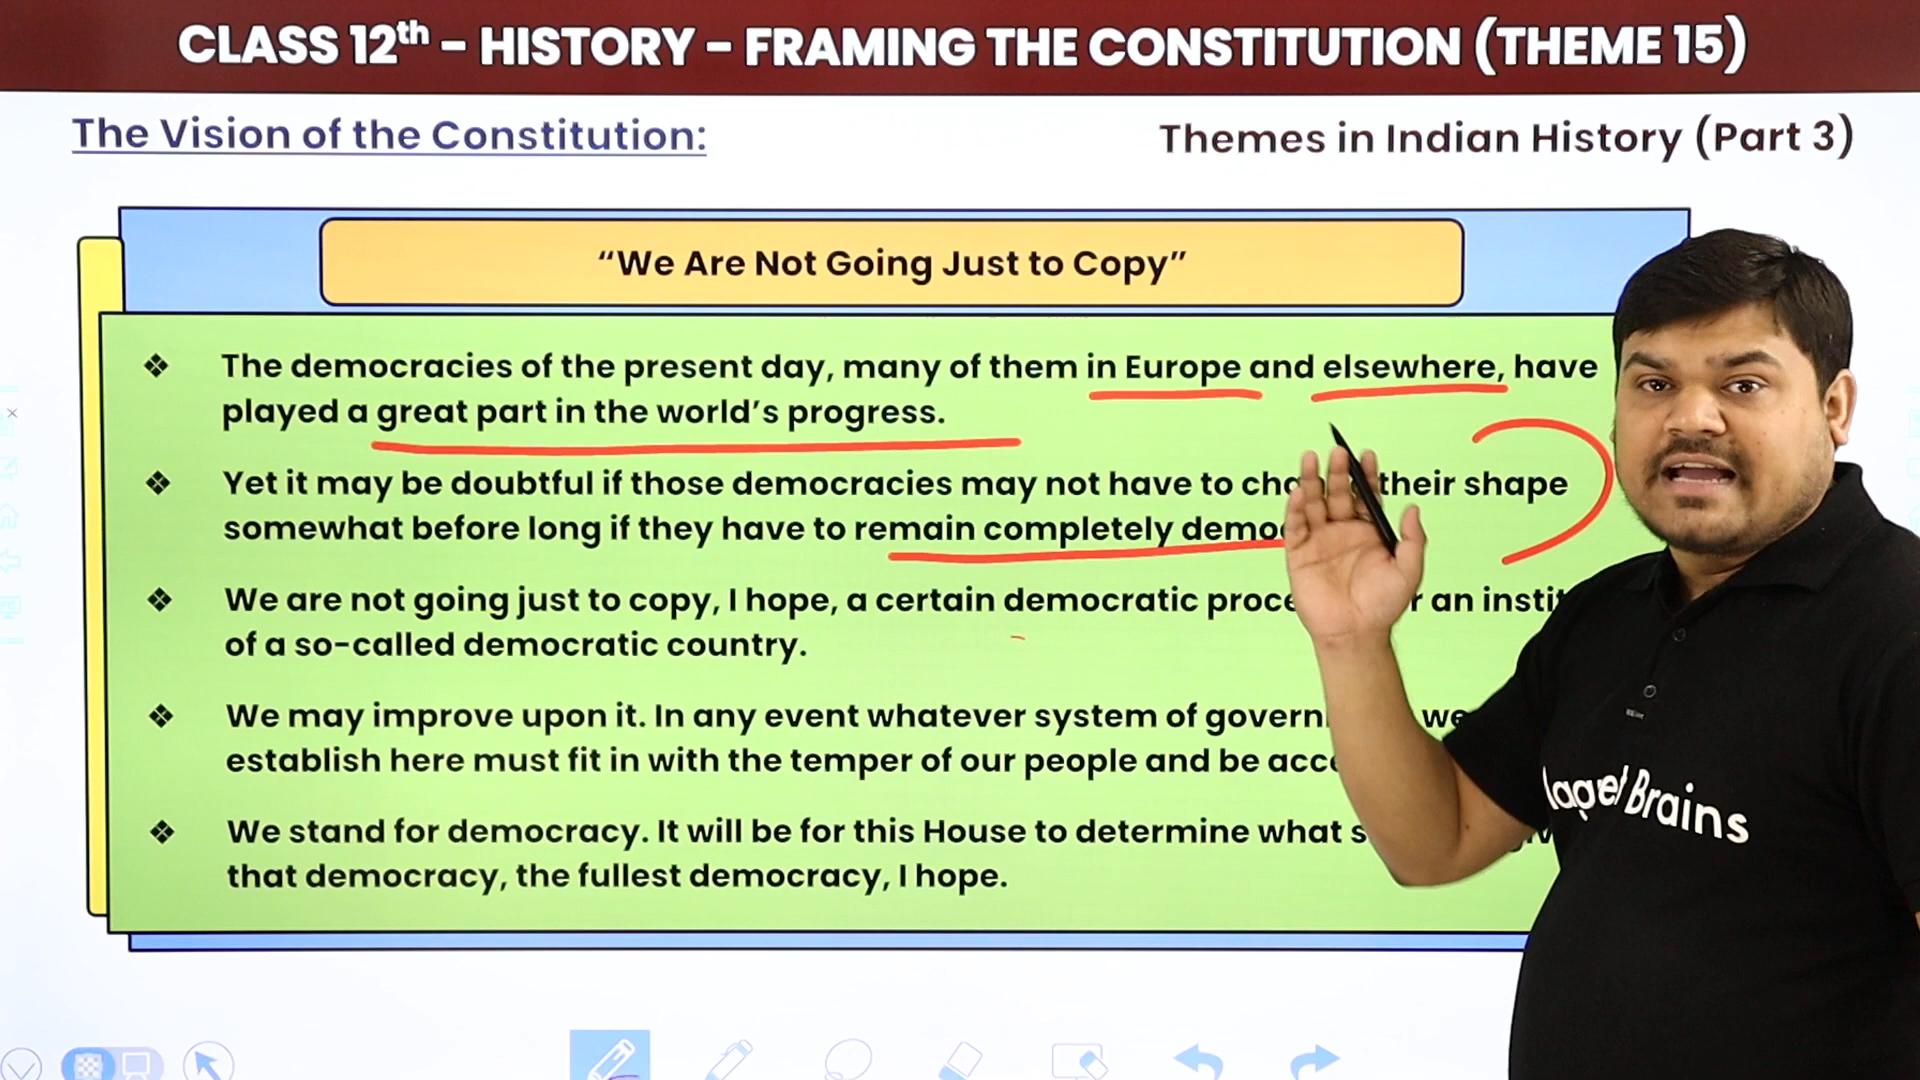 CLASS 12th - HISTORY - FRAMING THE CONSTITUTION (THEME 15)
The Vision of the Constitution:
Themes in Indian History (Part 3)
“We Are Not Going Just to Copy”
❖ The democracies of the present day, many of them in Europe and elsewhere, have
played a great part in the world’s progress.
❖ Yet it may be doubtful if those democracies may not have to their shape
somewhat before long if they have to remain completely
❖ We are not going just to copy, I hope, a certain democratic an
of a so-called democratic country.
❖ We may improve upon it. In any event whatever system of we
establish here must fit in with the temper of our people and be
❖ We stand for democracy. It will be for this House to determine what
that democracy, the fullest democracy, I hope.
Brains